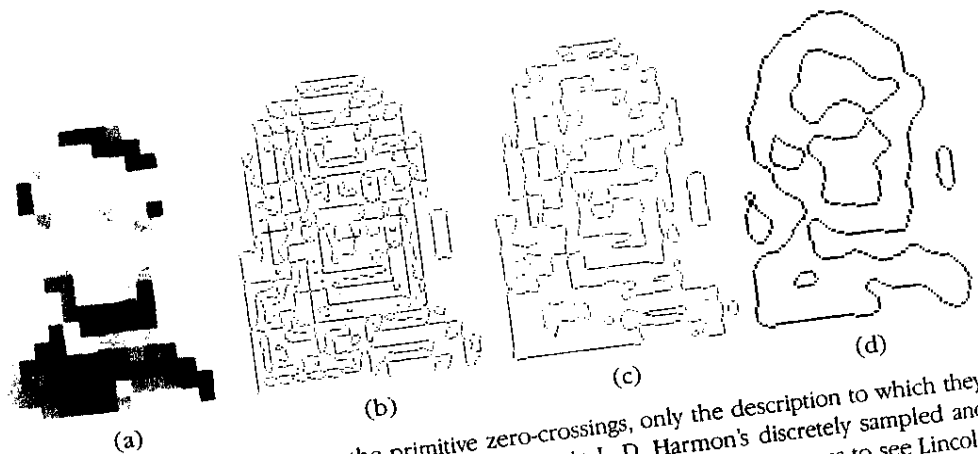 (a)
(b)
(c)
(d)
the primitive zero-crossings, only the description to which they
L. D. Harmon's discretely sampled and
to see Lincol